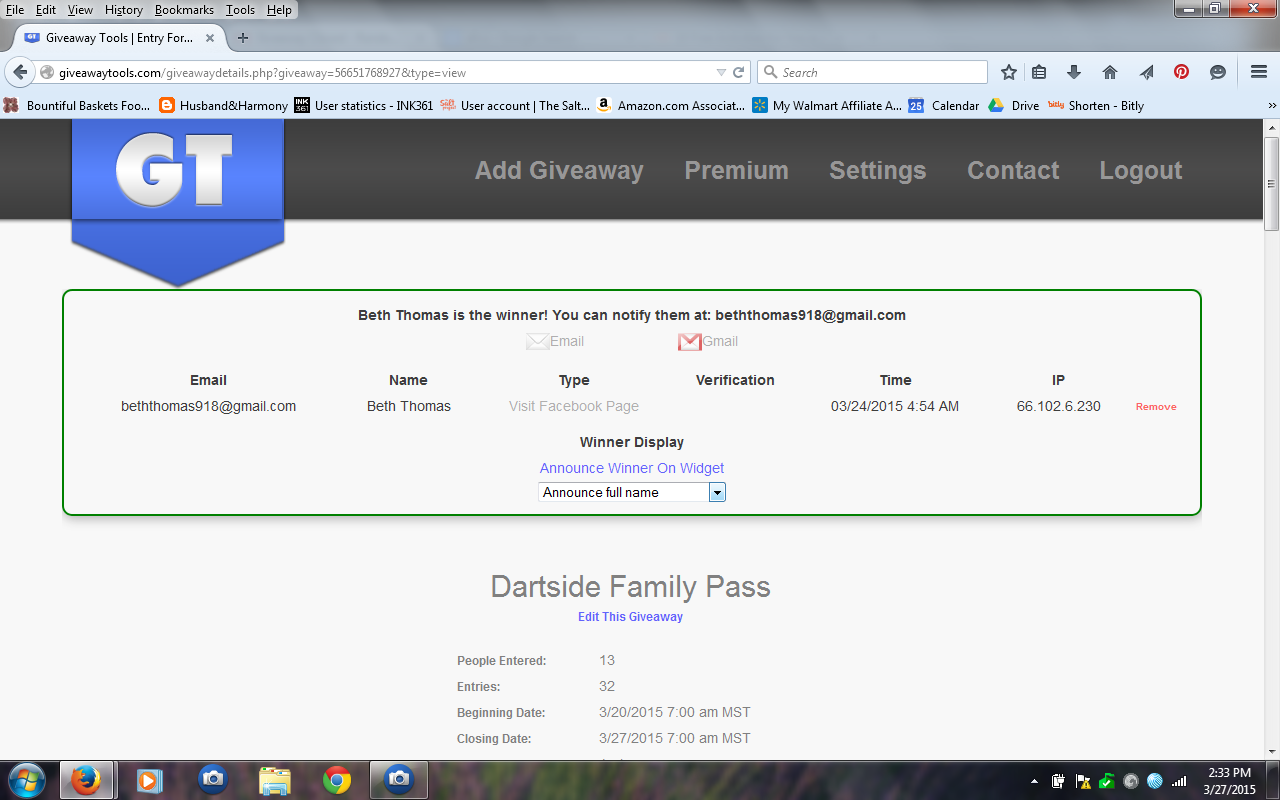 File Edit View History Bookmarks Tools Help
Giveaway Tools | Entry For...
giveawaytools.com/giveawaydetails.php?giveaway=56651768927&type=view
Search
Bountiful Baskets Foo... Husband&Harmony INK 361 User statistics - INK361 User account | The Salt... Amazon.com Associat... My Walmart Affiliate A... 25 Calendar Drive bitly Shorten - Bitly
GT
Add Giveaway Premium Settings Contact Logout
Beth Thomas is the winner! You can notify them at: beththomas918@gmail.com
Email Gmail
Email Name Type Verification Time IP
beththomas918@gmail.com Beth Thomas Visit Facebook Page 03/24/2015 4:54 AM 66.102.6.230 Remove
Winner Display
Announce Winner On Widget
Announce full name
Dartside Family Pass
Edit This Giveaway
People Entered: 13
Entries: 32
Beginning Date: 3/20/2015 7:00 am MST
Closing Date: 3/27/2015 7:00 am MST
2:33 PM
3/27/2015